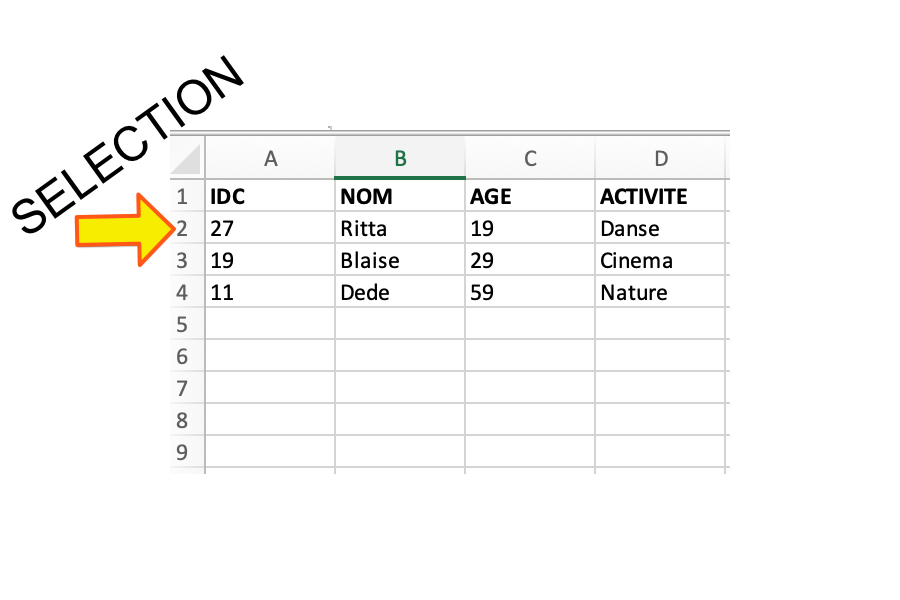 SELECTION
A B C D
1 IDC NOM AGE ACTIVITE
2 27 Ritta 19 Danse
3 19 Blaise 29 Cinema
4 11 Dede 59 Nature
5
6
7
8
9